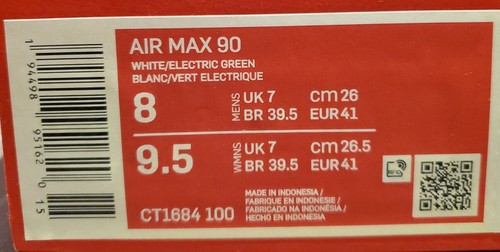 AIR MAX 90
WHITE/ELECTRIC GREEN
BLANC/VERT ELECTRIQUE
8 MENS UK 7 cm 26
BR 39.5 EUR 41
9.5 WMNS UK 7 cm 26.5
BR 39.5 EUR 41
MADE IN INDONESIA/
FABRIQUE EN INDONESIE/
FABRICADO NA INDONÉSIA/
HECHO EN INDONESIA
CT1684 100
1 94498 95162 0 15